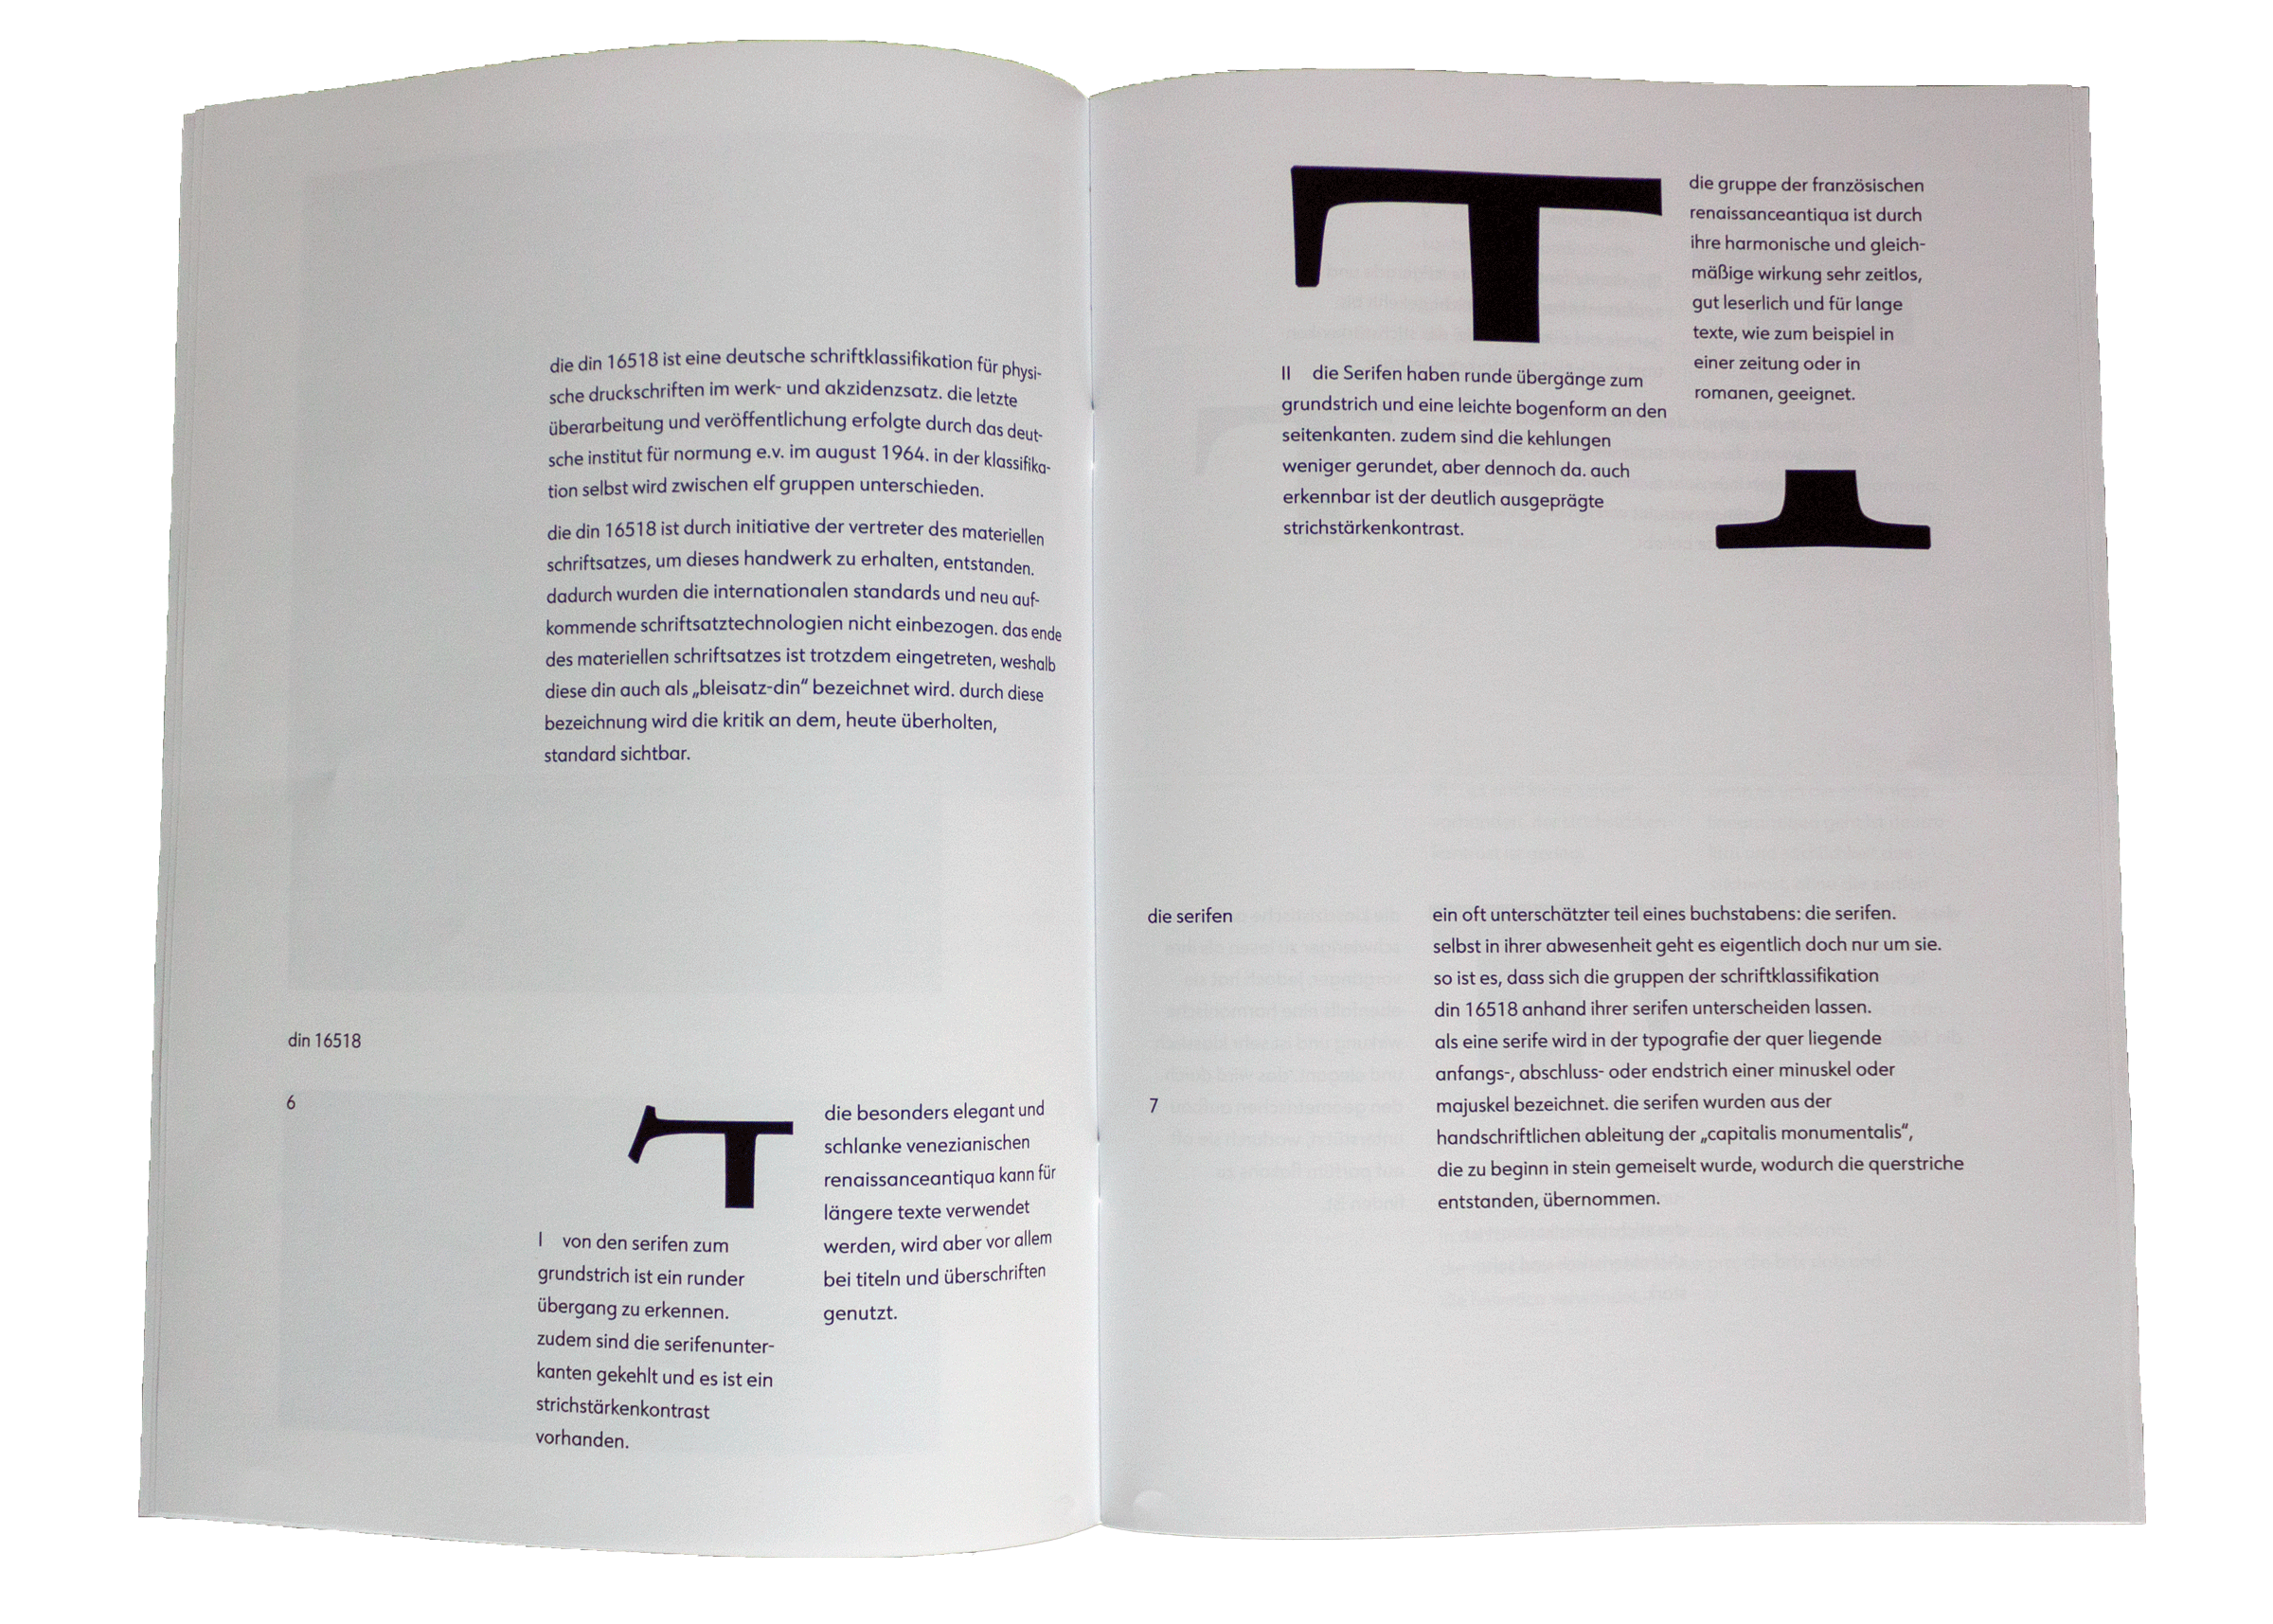 die din 16518 ist eine deutsche schriftklassifikation für physi-
sche druckschriften im werk- und akzidenzsatz. die letzte
überarbeitung und veröffentlichung erfolgte durch das deut-
sche institut für normung e.v. im august 1964. in der klassifika-
tion selbst wird zwischen elf gruppen unterschieden.
die din 16518 ist durch initiative der vertreter des materiellen
schriftsatzes, um dieses handwerk zu erhalten, entstanden.
dadurch wurden die internationalen standards und neu auf-
kommende schriftsatztechnologien nicht einbezogen. das ende
des materiellen schriftsatzes ist trotzdem eingetreten, weshalb
diese din auch als „bleisatz-din“ bezeichnet wird. durch diese
bezeichnung wird die kritik an dem, heute überholten,
standard sichtbar.
din 16518
6
I von den serifen zum
grundstrich ist ein runder
übergang zu erkennen.
zudem sind die serifenunter-
kanten gekehlt und es ist ein
strichstärkenkontrast
vorhanden.
die besonders elegant und
schlanke venezianischen
renaissanceantiqua kann für
längere texte verwendet
werden, wird aber vor allem
bei titeln und überschriften
genutzt.
II die Serifen haben runde übergänge zum
grundstrich und eine leichte bogenform an den
seitenkanten. zudem sind die kehlungen
weniger gerundet, aber dennoch da. auch
erkennbar ist der deutlich ausgeprägte
strichstärkenkontrast.
die gruppe der französischen
renaissanceantiqua ist durch
ihre harmonische und gleich-
mäßige wirkung sehr zeitlos,
gut leserlich und für lange
texte, wie zum beispiel in
einer zeitung oder in
romanen, geeignet.
die serifen
7
ein oft unterschätzter teil eines buchstabens: die serifen.
selbst in ihrer abwesenheit geht es eigentlich doch nur um sie.
so ist es, dass sich die gruppen der schriftklassifikation
din 16518 anhand ihrer serifen unterscheiden lassen.
als eine serife wird in der typografie der quer liegende
anfangs-, abschluss- oder endstrich einer minuskel oder
majuskel bezeichnet. die serifen wurden aus der
handschriftlichen ableitung der „capitalis monumentalis“,
die zu beginn in stein gemeiselt wurde, wodurch die querstriche
entstanden, übernommen.